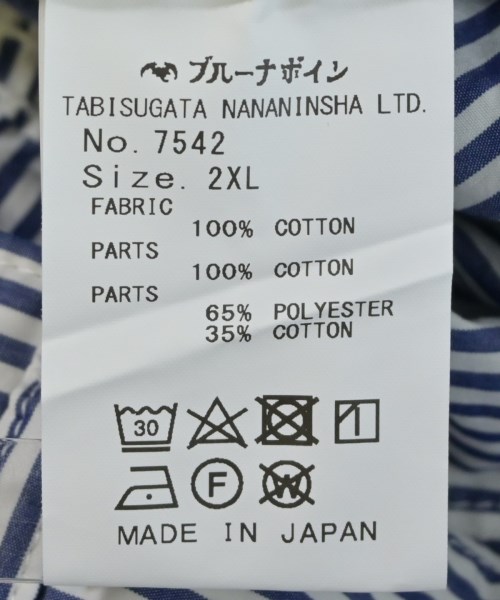 ブルーナボイン
TABISUGATA NANANINSHA LTD.
No. 7542
Size. 2XL
FABRIC
100% COTTON
PARTS
100% COTTON
PARTS
65% POLYESTER
35% COTTON
30
F W
MADE IN JAPAN